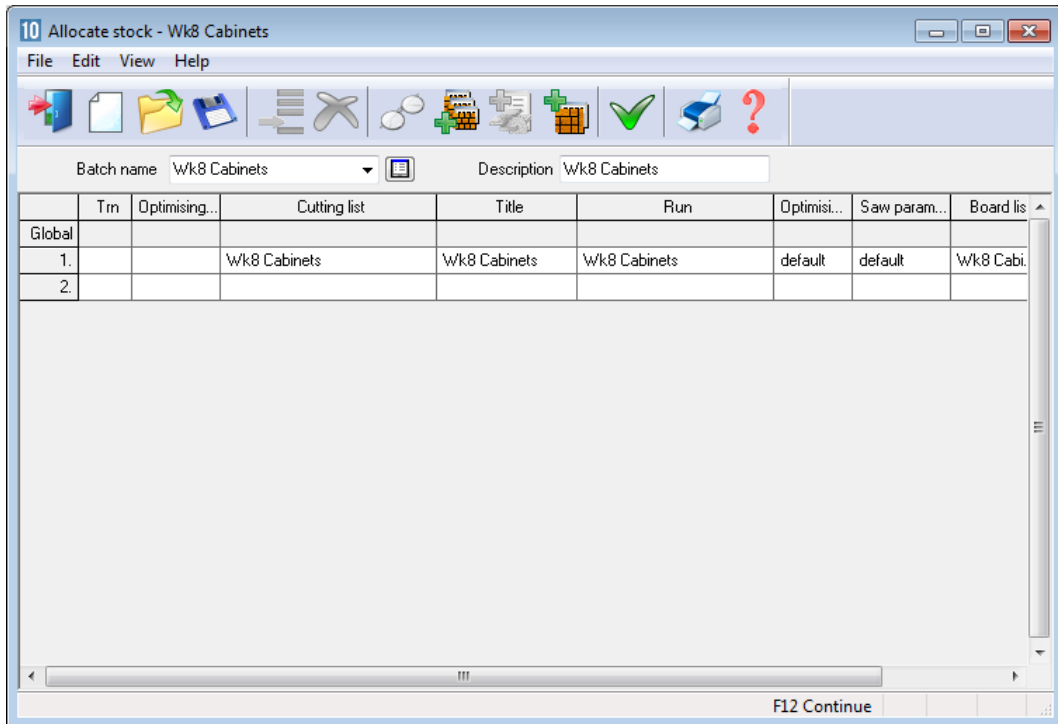 10 Allocate stock - Wk8 Cabinets
File Edit View Help
?
Batch name Wk8 Cabinets Description Wk8 Cabinets
Trn Optimising... Cutting list Title Run Optimisi... Saw param... Board lis
Global
1. Wk8 Cabinets Wk8 Cabinets Wk8 Cabinets default default Wk8 Cabi.
2.
F12 Continue